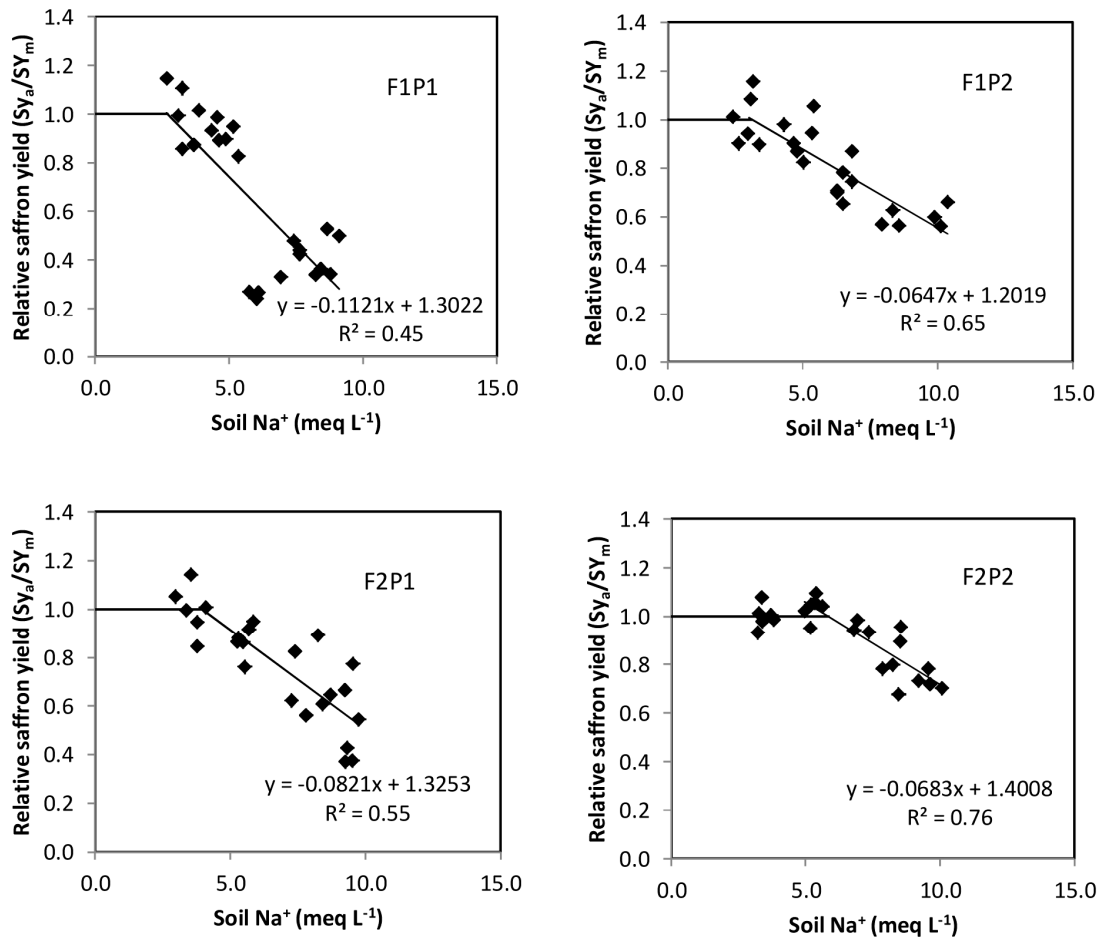 1.4
1.2
1.0
0.8
0.6
0.4
0.2
0.0
Relative saffron yield (Syₐ/SYₘ)
F1P1
y = -0.1121x + 1.3022
R² = 0.45
0.0 5.0 10.0 15.0
Soil Na⁺ (meq L⁻¹)
1.4
1.2
1.0
0.8
0.6
0.4
0.2
0.0
Relative saffron yield (Syₐ/SYₘ)
F1P2
y = -0.0647x + 1.2019
R² = 0.65
0.0 5.0 10.0 15.0
Soil Na⁺ (meq L⁻¹)
1.4
1.2
1.0
0.8
0.6
0.4
0.2
0.0
Relative saffron yield (Syₐ/SYₘ)
F2P1
y = -0.0821x + 1.3253
R² = 0.55
0.0 5.0 10.0 15.0
Soil Na⁺ (meq L⁻¹)
1.4
1.2
1.0
0.8
0.6
0.4
0.2
0.0
Relative saffron yield (Syₐ/SYₘ)
F2P2
y = -0.0683x + 1.4008
R² = 0.76
0.0 5.0 10.0 15.0
Soil Na⁺ (meq L⁻¹)